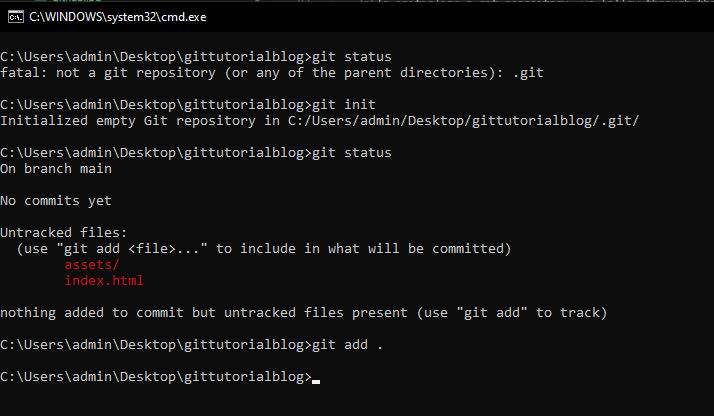 C:\WINDOWS\system32\cmd.exe
C:\Users\admin\Desktop\gittutorialblog>git status
fatal: not a git repository (or any of the parent directories): .git
C:\Users\admin\Desktop\gittutorialblog>git init
Initialized empty Git repository in C:/Users/admin/Desktop/gittutorialblog/.git/
C:\Users\admin\Desktop\gittutorialblog>git status
On branch main
No commits yet
Untracked files:
  (use "git add <file>..." to include in what will be committed)
        assets/
        index.html
nothing added to commit but untracked files present (use "git add" to track)
C:\Users\admin\Desktop\gittutorialblog>git add .
C:\Users\admin\Desktop\gittutorialblog>